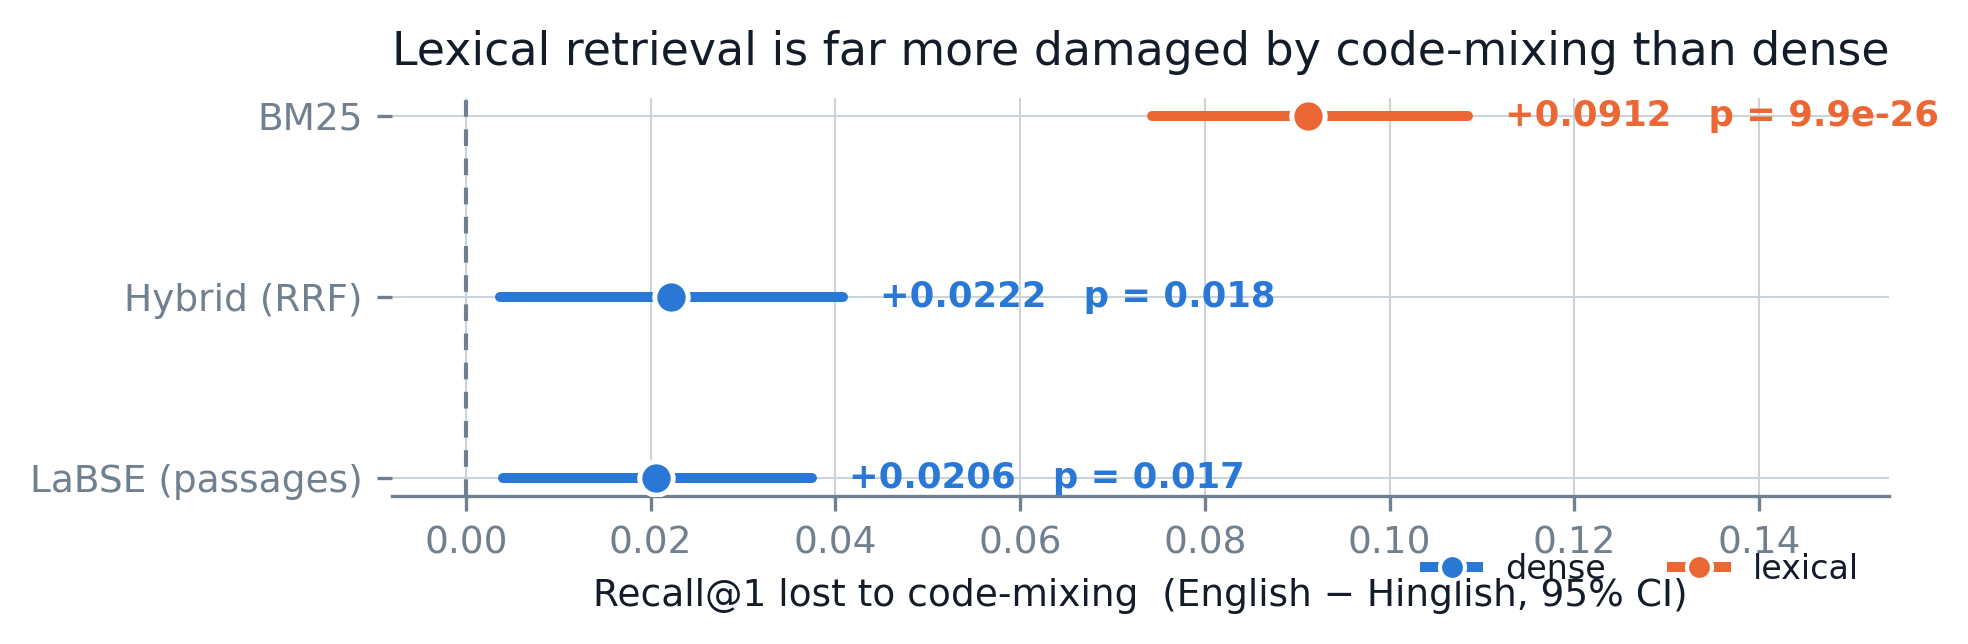 Lexical retrieval is far more damaged by code-mixing than dense
BM25
+0.0912 p = 9.9e-26
Hybrid (RRF)
+0.0222 p = 0.018
LaBSE (passages)
+0.0206 p = 0.017
0.00 0.02 0.04 0.06 0.08 0.10 0.12 0.14
dense lexical
Recall@1 lost to code-mixing (English − Hinglish, 95% CI)